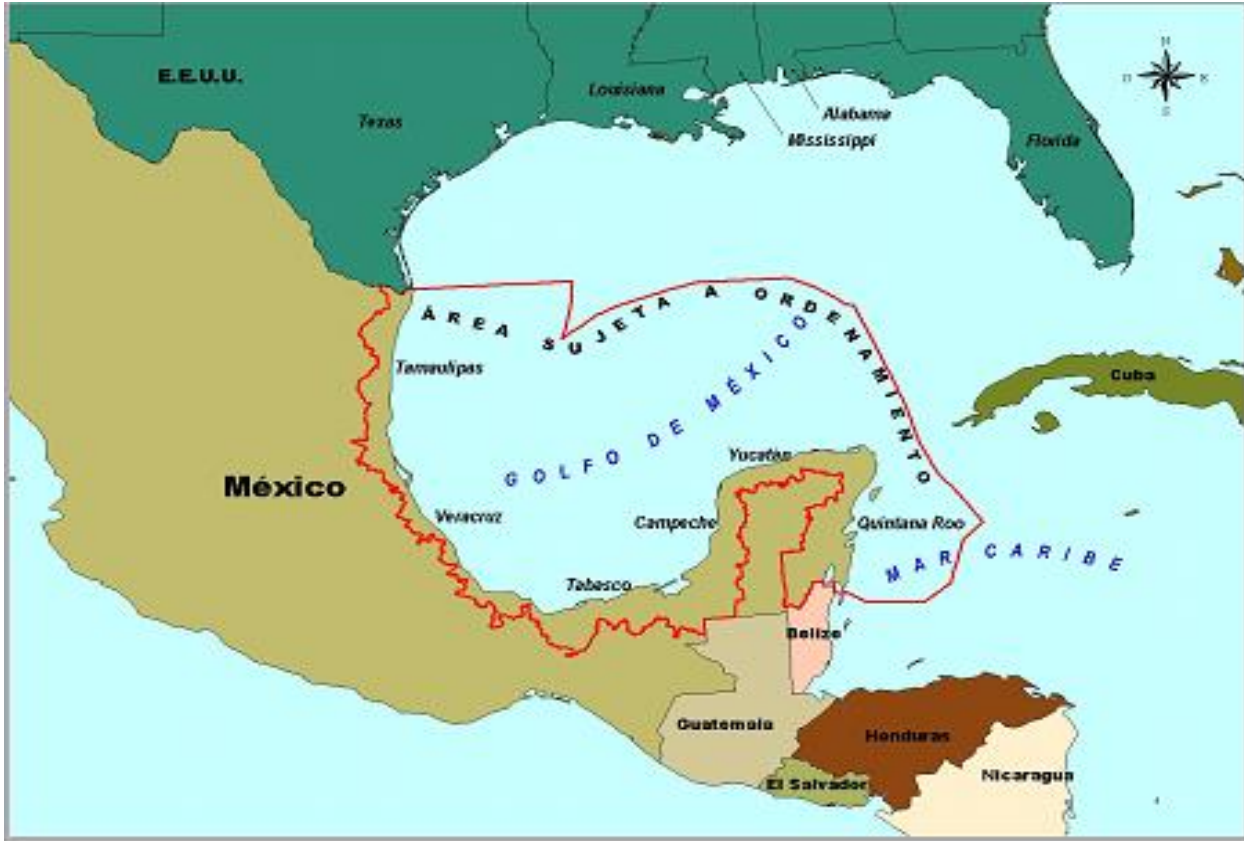 E.E.U.U.
Texas
Louisiana
Alabama
Mississippi
Florida
N
O
E
S
ÁREA SUJETA A ORDENAMIENTO
Tamaulipas
GOLFO DE MÉXICO
Cuba
Yucatán
México
Veracruz
Campeche
Quintana Roo
MAR CARIBE
Tabasco
Belize
Guatemala
Honduras
El Salvador
Nicaragua